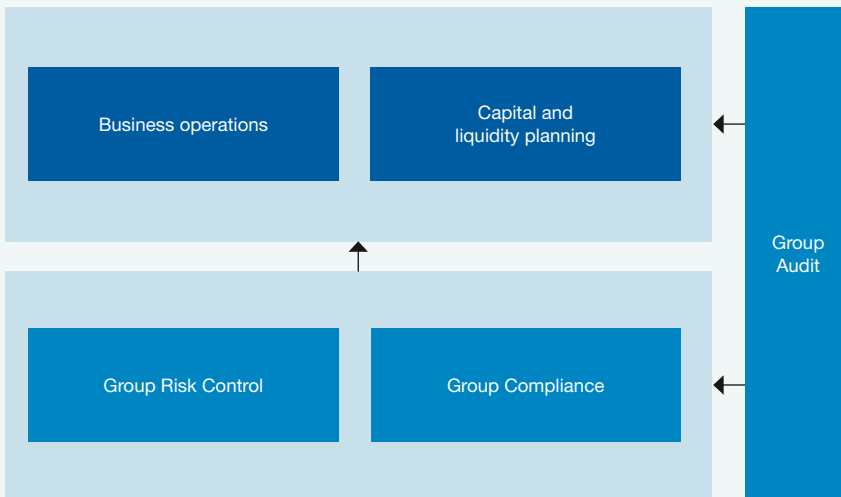 Business operations
Capital and
liquidity planning
Group
Audit
Group Risk Control
Group Compliance